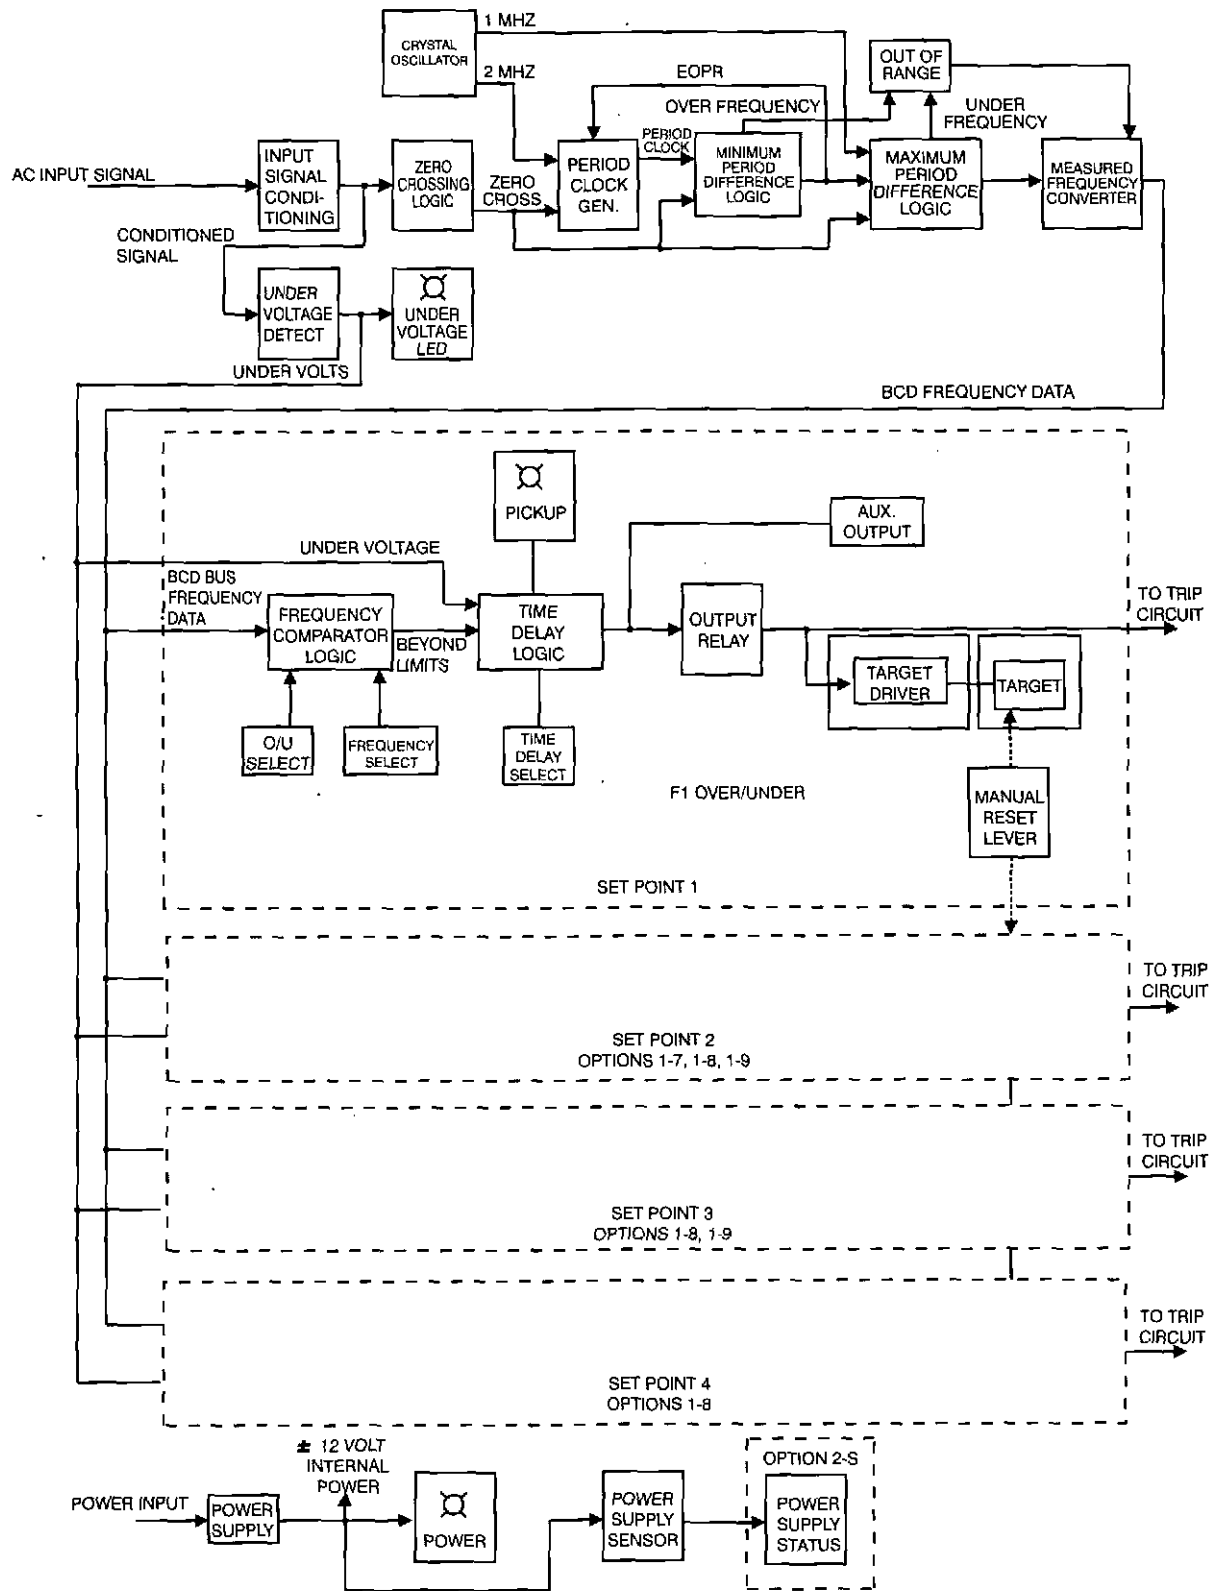 1 MHZ
CRYSTAL
OSCILLATOR
2 MHZ
EOPR
OUT OF
RANGE
OVER FREQUENCY
UNDER
FREQUENCY
AC INPUT SIGNAL
INPUT
SIGNAL
CONDI-
TIONING
ZERO
CROSSING
LOGIC
ZERO
CROSS
PERIOD
CLOCK
GEN.
PERIOD
CLOCK
MINIMUM
PERIOD
DIFFERENCE
LOGIC
MAXIMUM
PERIOD
DIFFERENCE
LOGIC
MEASURED
FREQUENCY
CONVERTER
CONDITIONED
SIGNAL
UNDER
VOLTAGE
DETECT
UNDER
VOLTAGE
LED
UNDER VOLTS
BCD FREQUENCY DATA
PICKUP
AUX.
OUTPUT
UNDER VOLTAGE
BCD BUS
FREQUENCY
DATA
FREQUENCY
COMPARATOR
LOGIC
BEYOND
LIMITS
TIME
DELAY
LOGIC
OUTPUT
RELAY
TO TRIP
CIRCUIT
TARGET
DRIVER
TARGET
O/U
SELECT
FREQUENCY
SELECT
TIME
DELAY
SELECT
F1 OVER/UNDER
MANUAL
RESET
LEVER
SET POINT 1
TO TRIP
CIRCUIT
SET POINT 2
OPTIONS 1-7, 1-8, 1-9
TO TRIP
CIRCUIT
SET POINT 3
OPTIONS 1-8, 1-9
TO TRIP
CIRCUIT
SET POINT 4
OPTIONS 1-8
± 12 VOLT
INTERNAL
POWER
OPTION 2-S
POWER INPUT
POWER
SUPPLY
POWER
POWER
SUPPLY
SENSOR
POWER
SUPPLY
STATUS